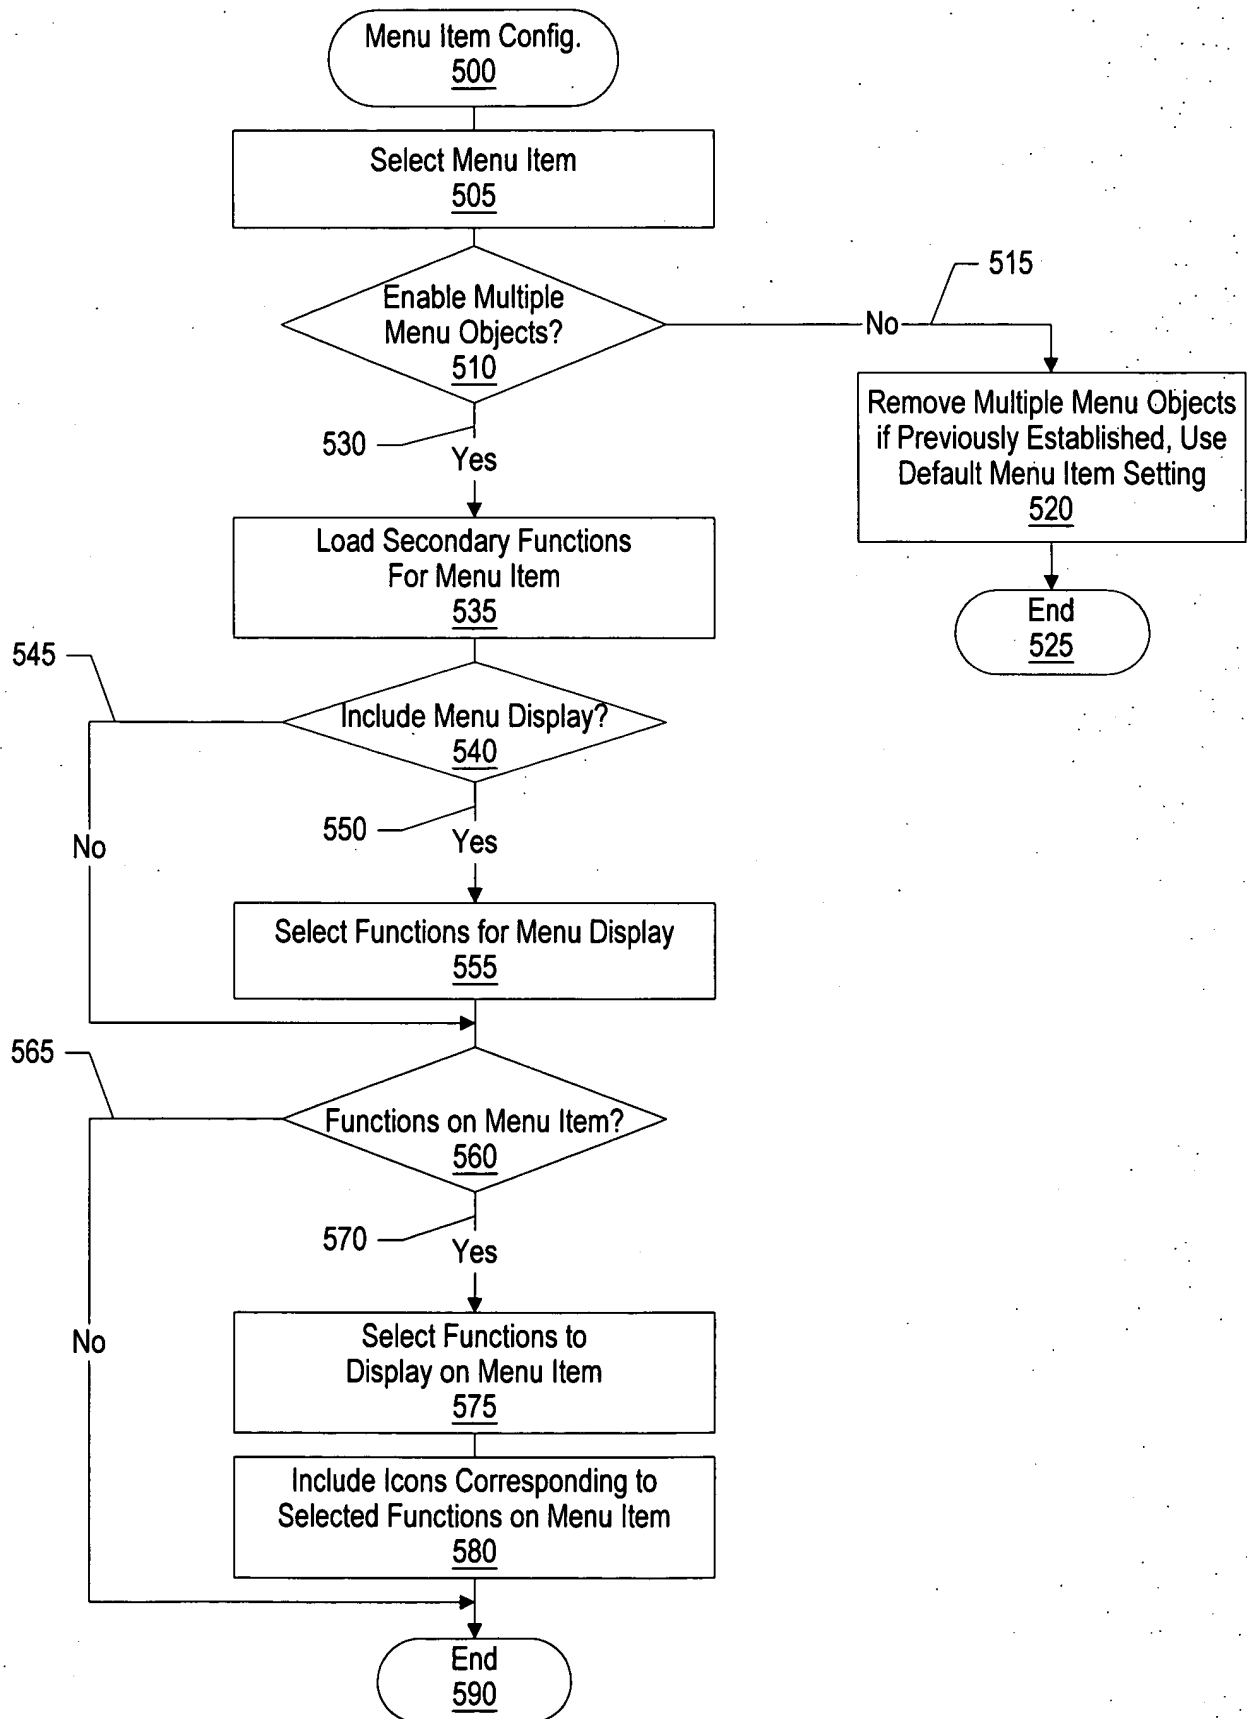 Menu Item Config.
500
Select Menu Item
505
Enable Multiple
Menu Objects?
510
515
No
Remove Multiple Menu Objects
if Previously Established, Use
Default Menu Item Setting
520
End
525
530
Yes
Load Secondary Functions
For Menu Item
535
545
Include Menu Display?
540
550
Yes
No
Select Functions for Menu Display
555
565
Functions on Menu Item?
560
570
Yes
No
Select Functions to
Display on Menu Item
575
Include Icons Corresponding to
Selected Functions on Menu Item
580
End
590